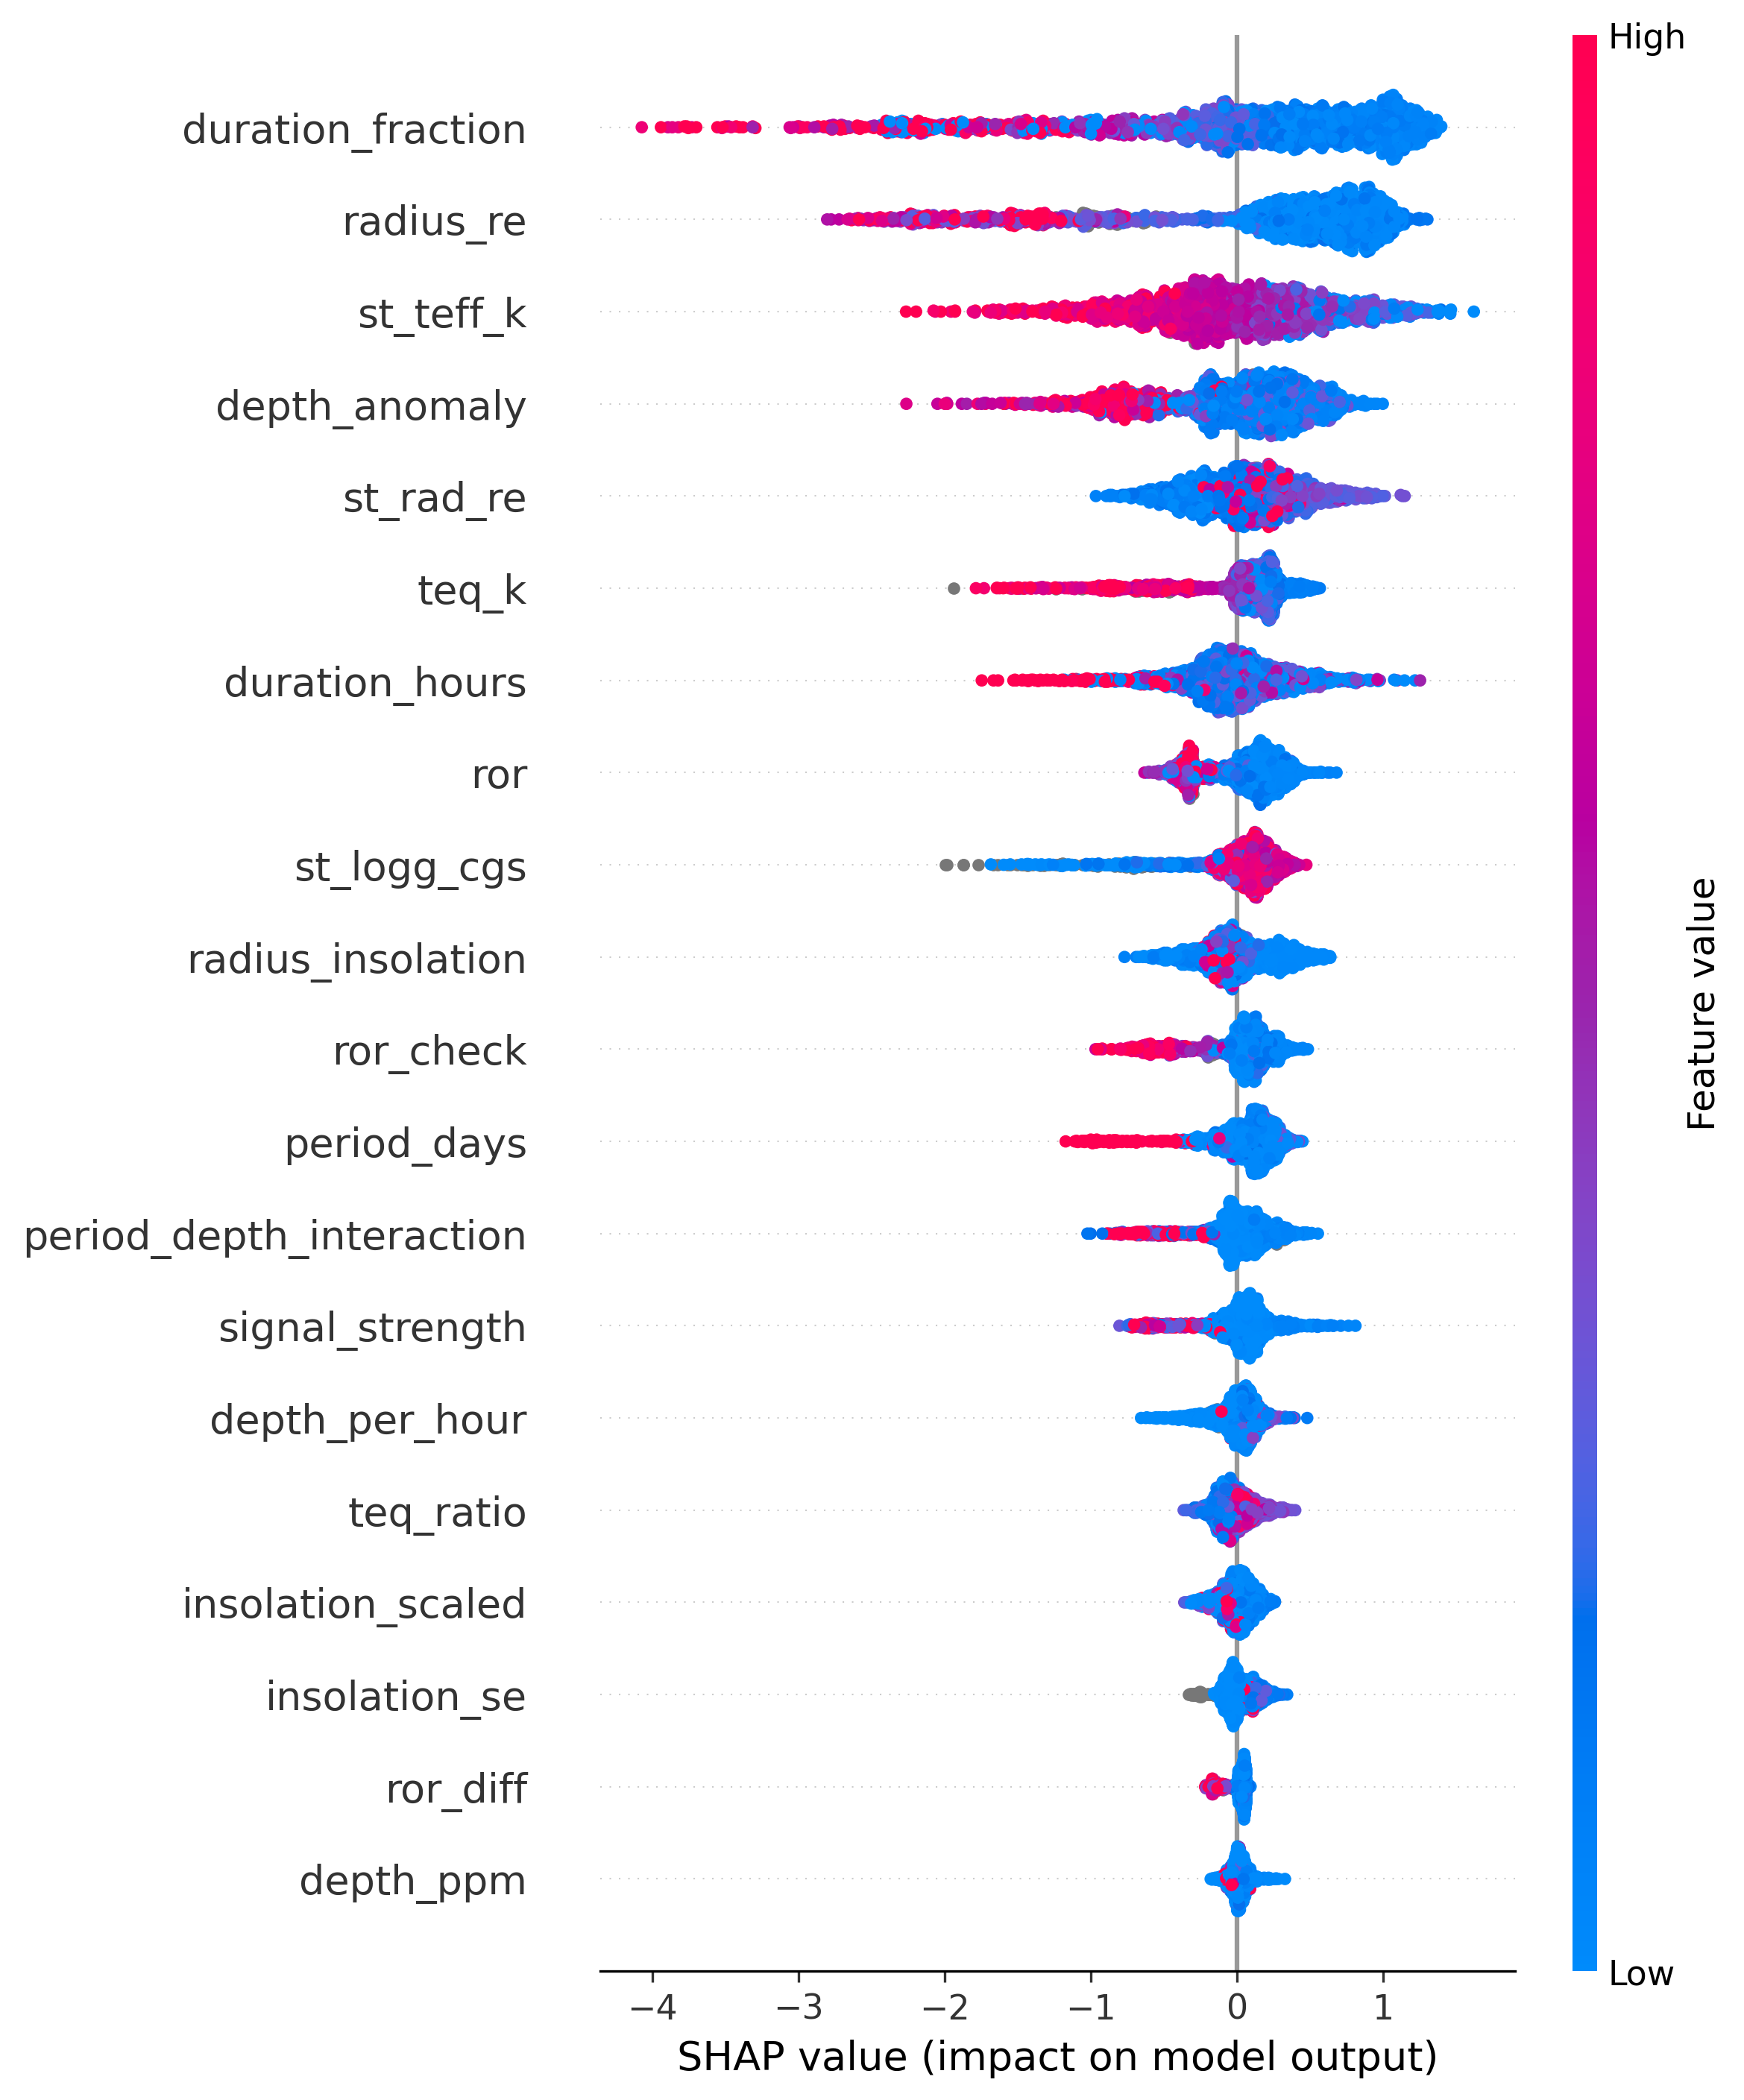 High
duration_fraction
radius_re
st_teff_k
depth_anomaly
st_rad_re
teq_k
duration_hours
ror
st_logg_cgs
radius_insolation
ror_check
period_days
period_depth_interaction
signal_strength
depth_per_hour
teq_ratio
insolation_scaled
insolation_se
ror_diff
depth_ppm
Feature value
Low
−4 −3 −2 −1 0 1
SHAP value (impact on model output)